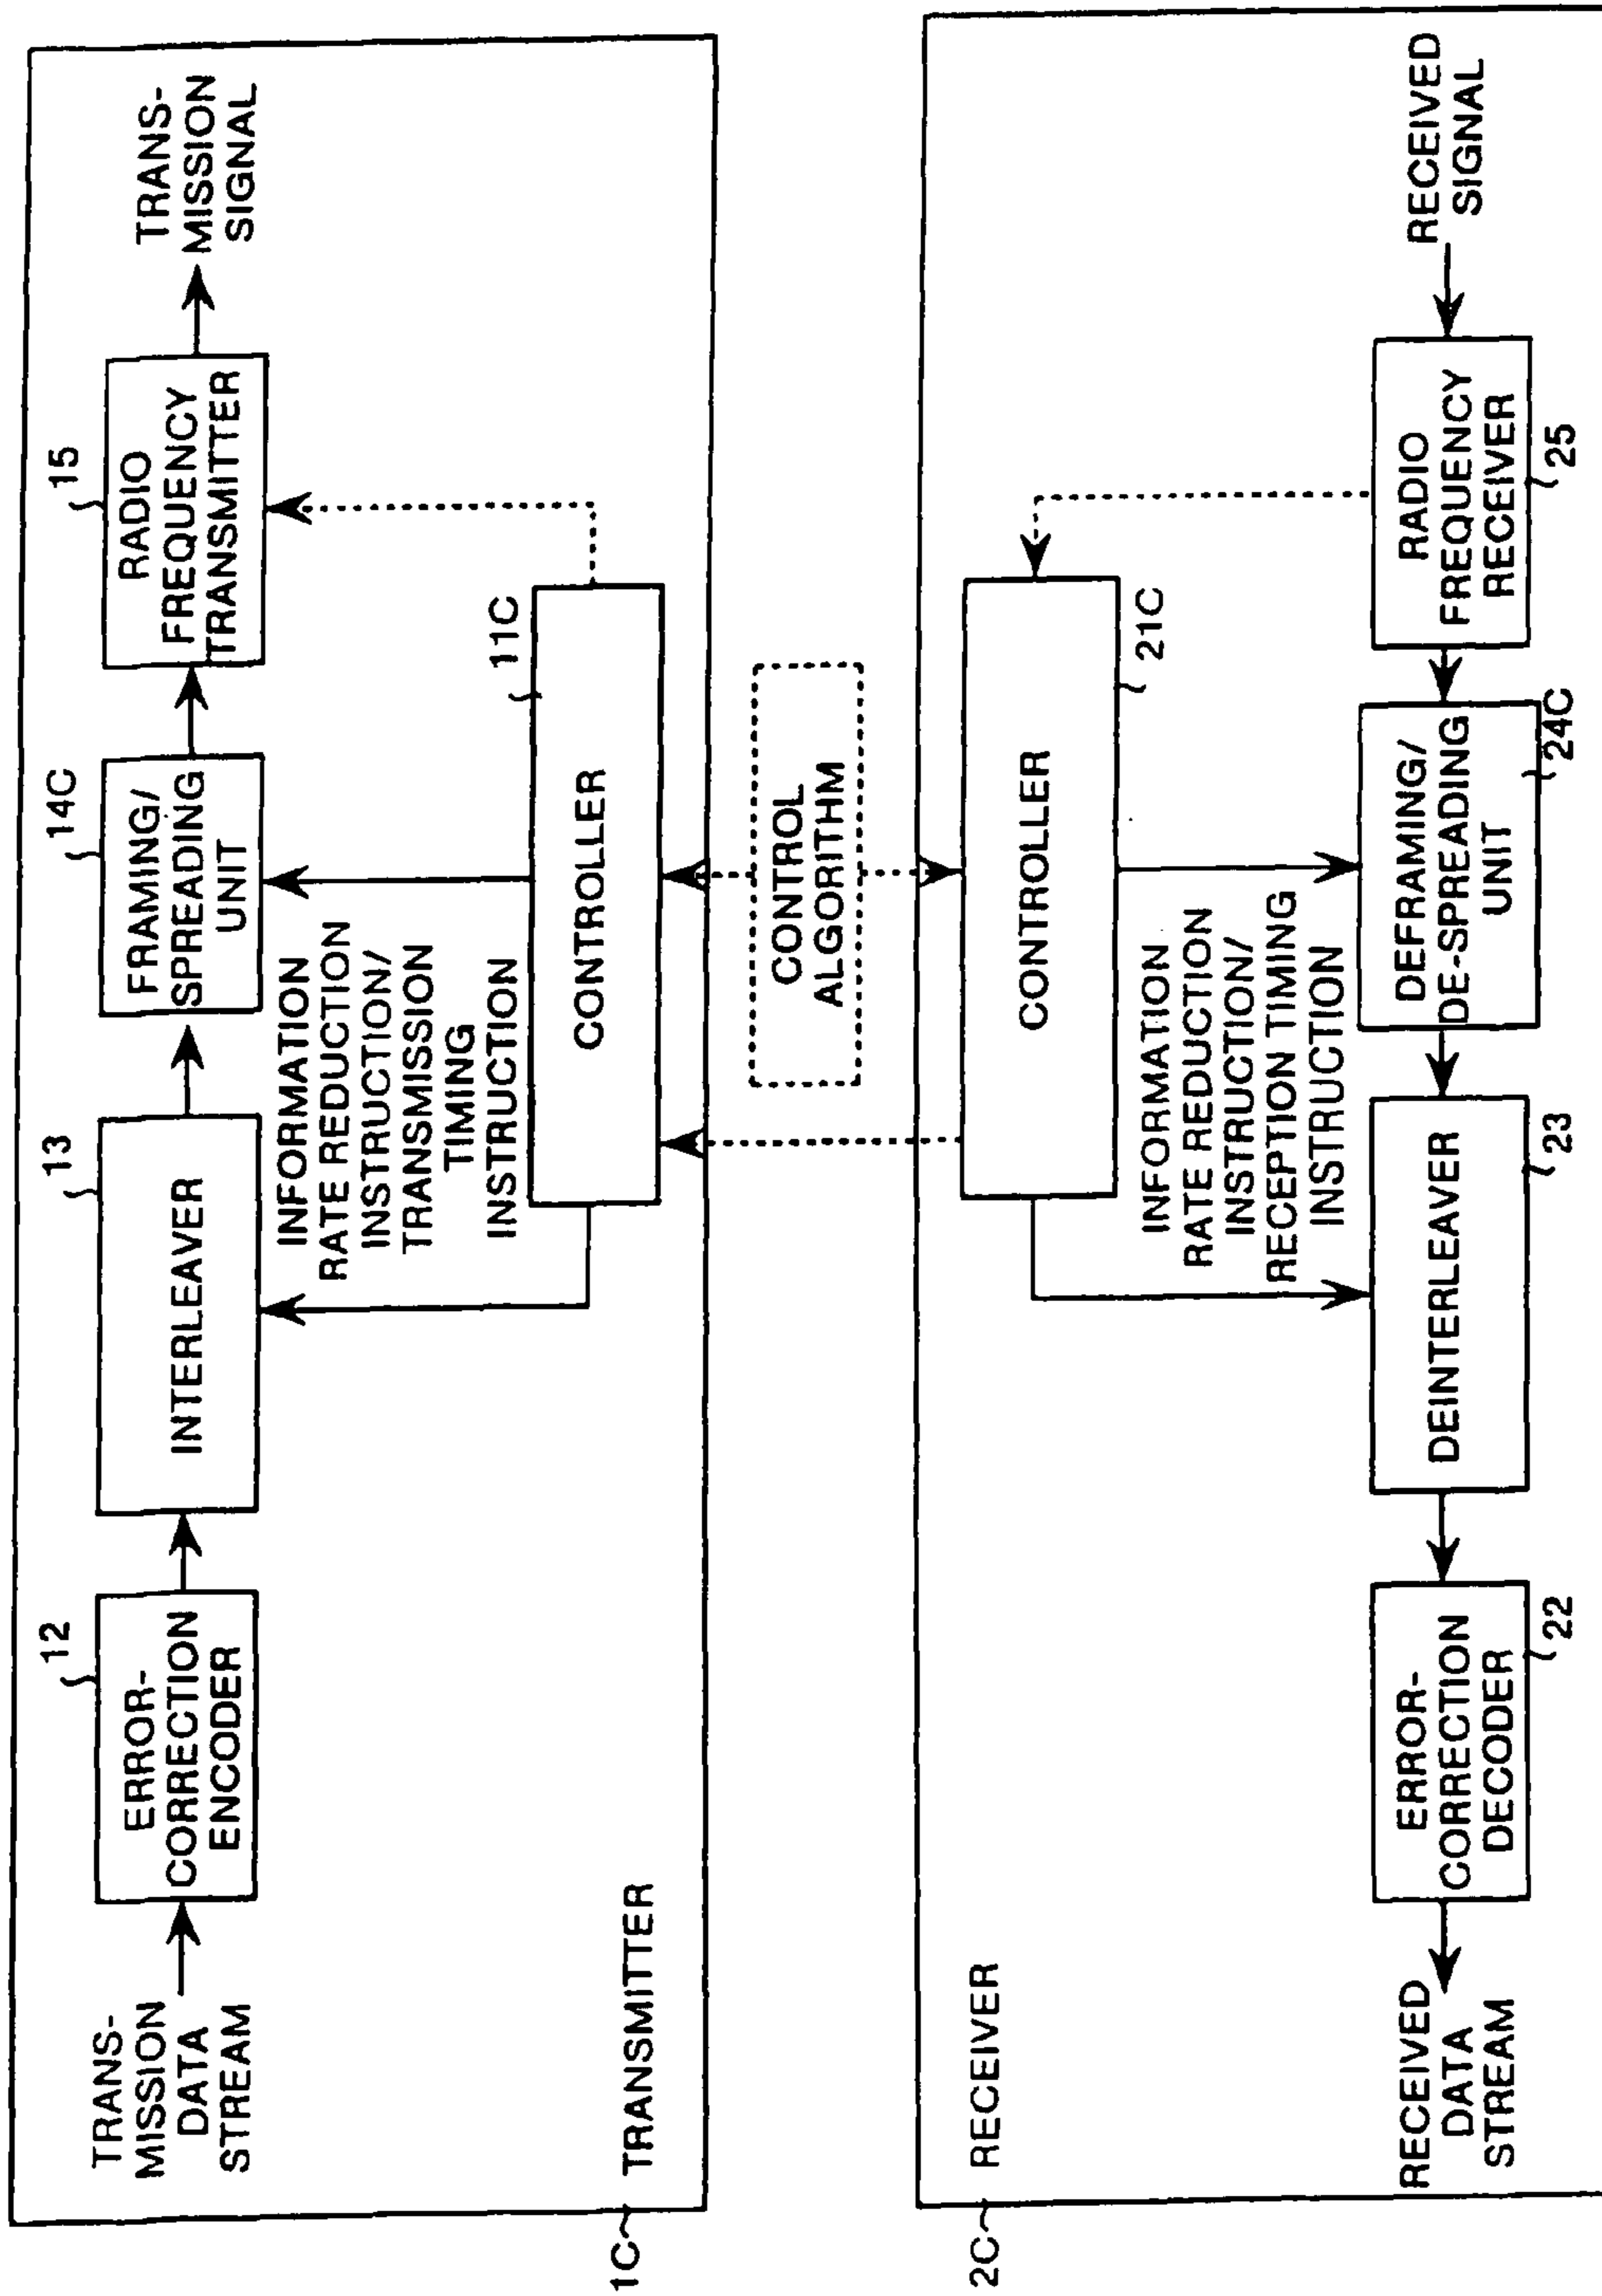 TRANS-
MISSION
DATA
STREAM
12
ERROR-
CORRECTION
ENCODER
13
INTERLEAVER
14C
FRAMING/
SPREADING
UNIT
15
RADIO
FREQUENCY
TRANSMITTER
TRANS-
MISSION
SIGNAL
INFORMATION
RATE REDUCTION
INSTRUCTION/
TRANSMISSION
TIMING
INSTRUCTION
11C
CONTROLLER
1C
TRANSMITTER
CONTROL
ALGORITHM
2C
RECEIVER
CONTROLLER
21C
INFORMATION
RATE REDUCTION
INSTRUCTION/
RECEPTION TIMING
INSTRUCTION
RECEIVED
DATA
STREAM
ERROR-
CORRECTION
DECODER
22
DEINTERLEAVER
23
DEFRAMING/
DE-SPREADING
UNIT
24C
RADIO
FREQUENCY
RECEIVER
25
RECEIVED
SIGNAL